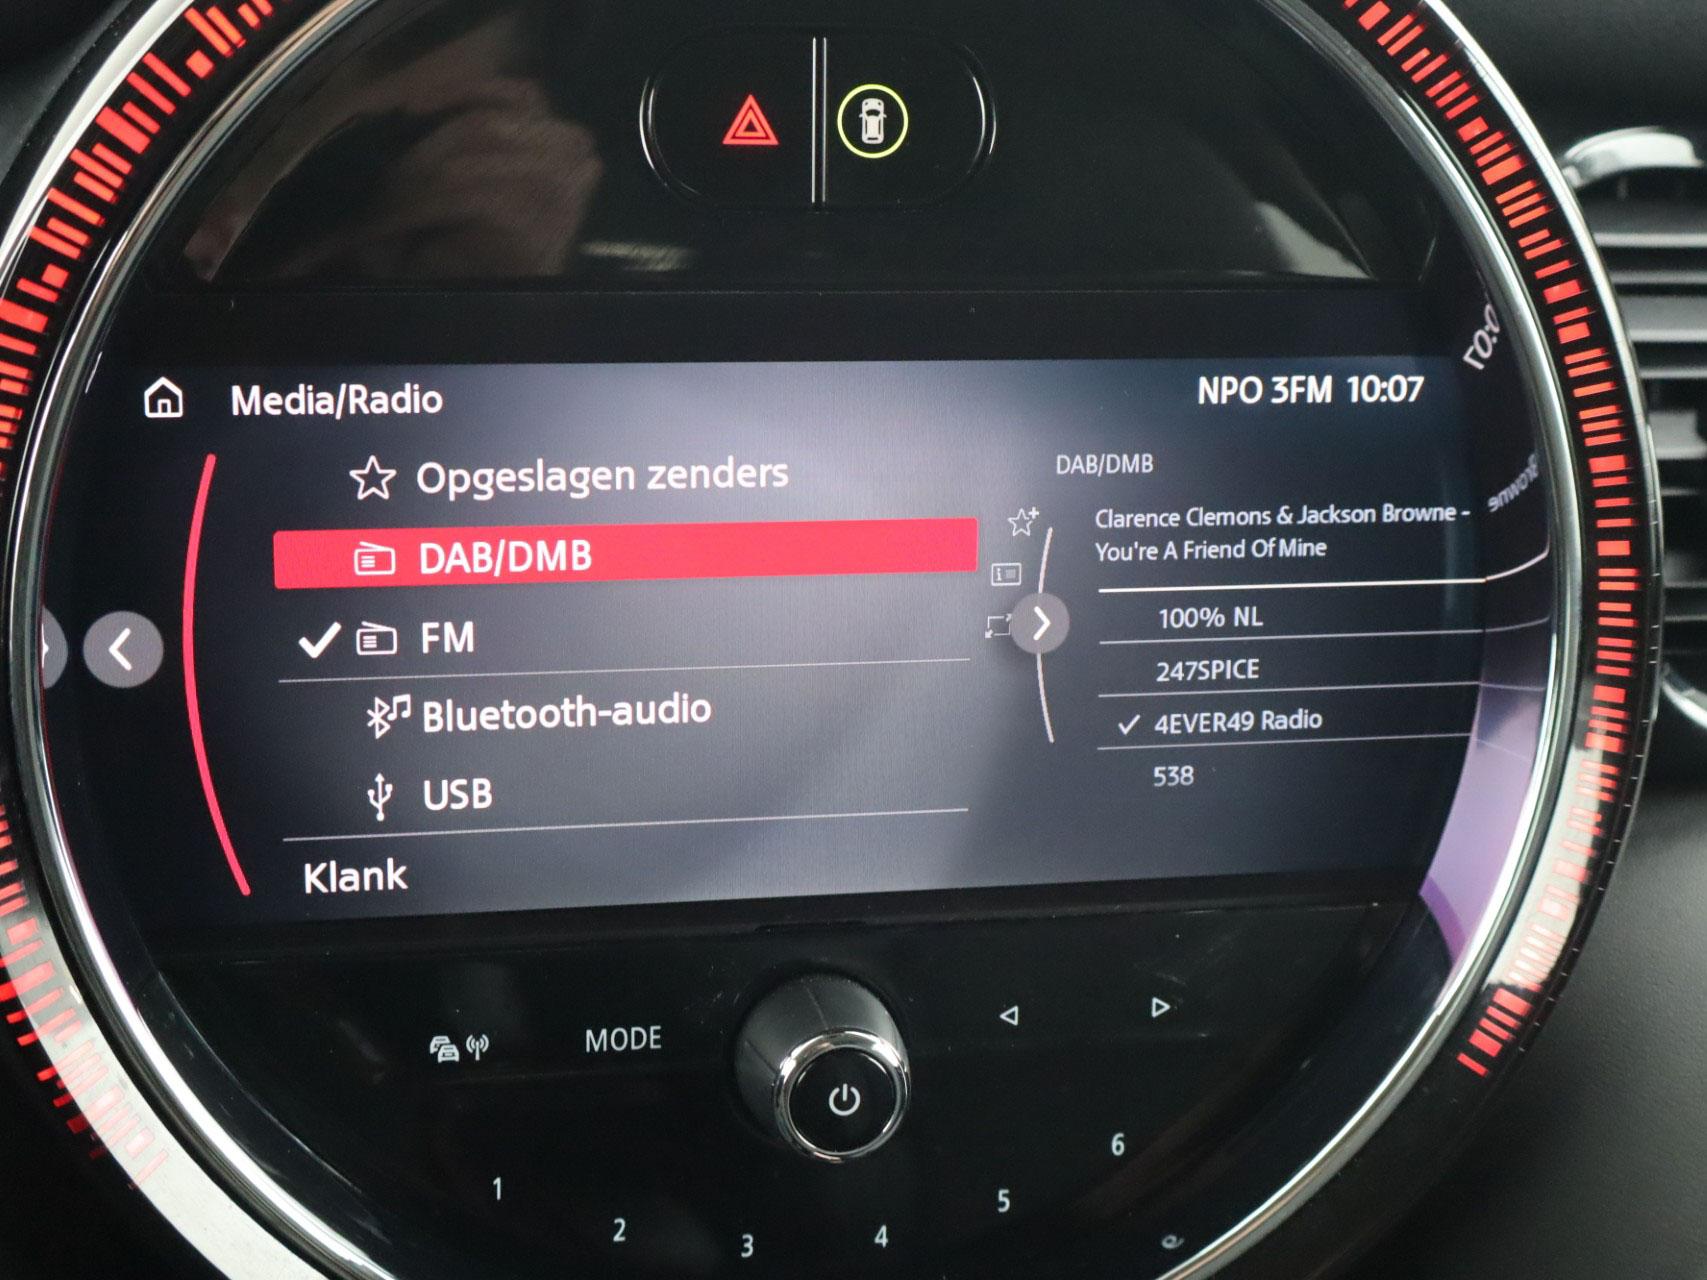 Media/Radio
NPO 3FM 10:07
Opgeslagen zenders
DAB/DMB
FM
Bluetooth-audio
USB
Klank
DAB/DMB
Clarence Clemons & Jackson Browne -
You're A Friend Of Mine
100% NL
247SPICE
4EVER49 Radio
538
MODE
1
2
3
4
5
6